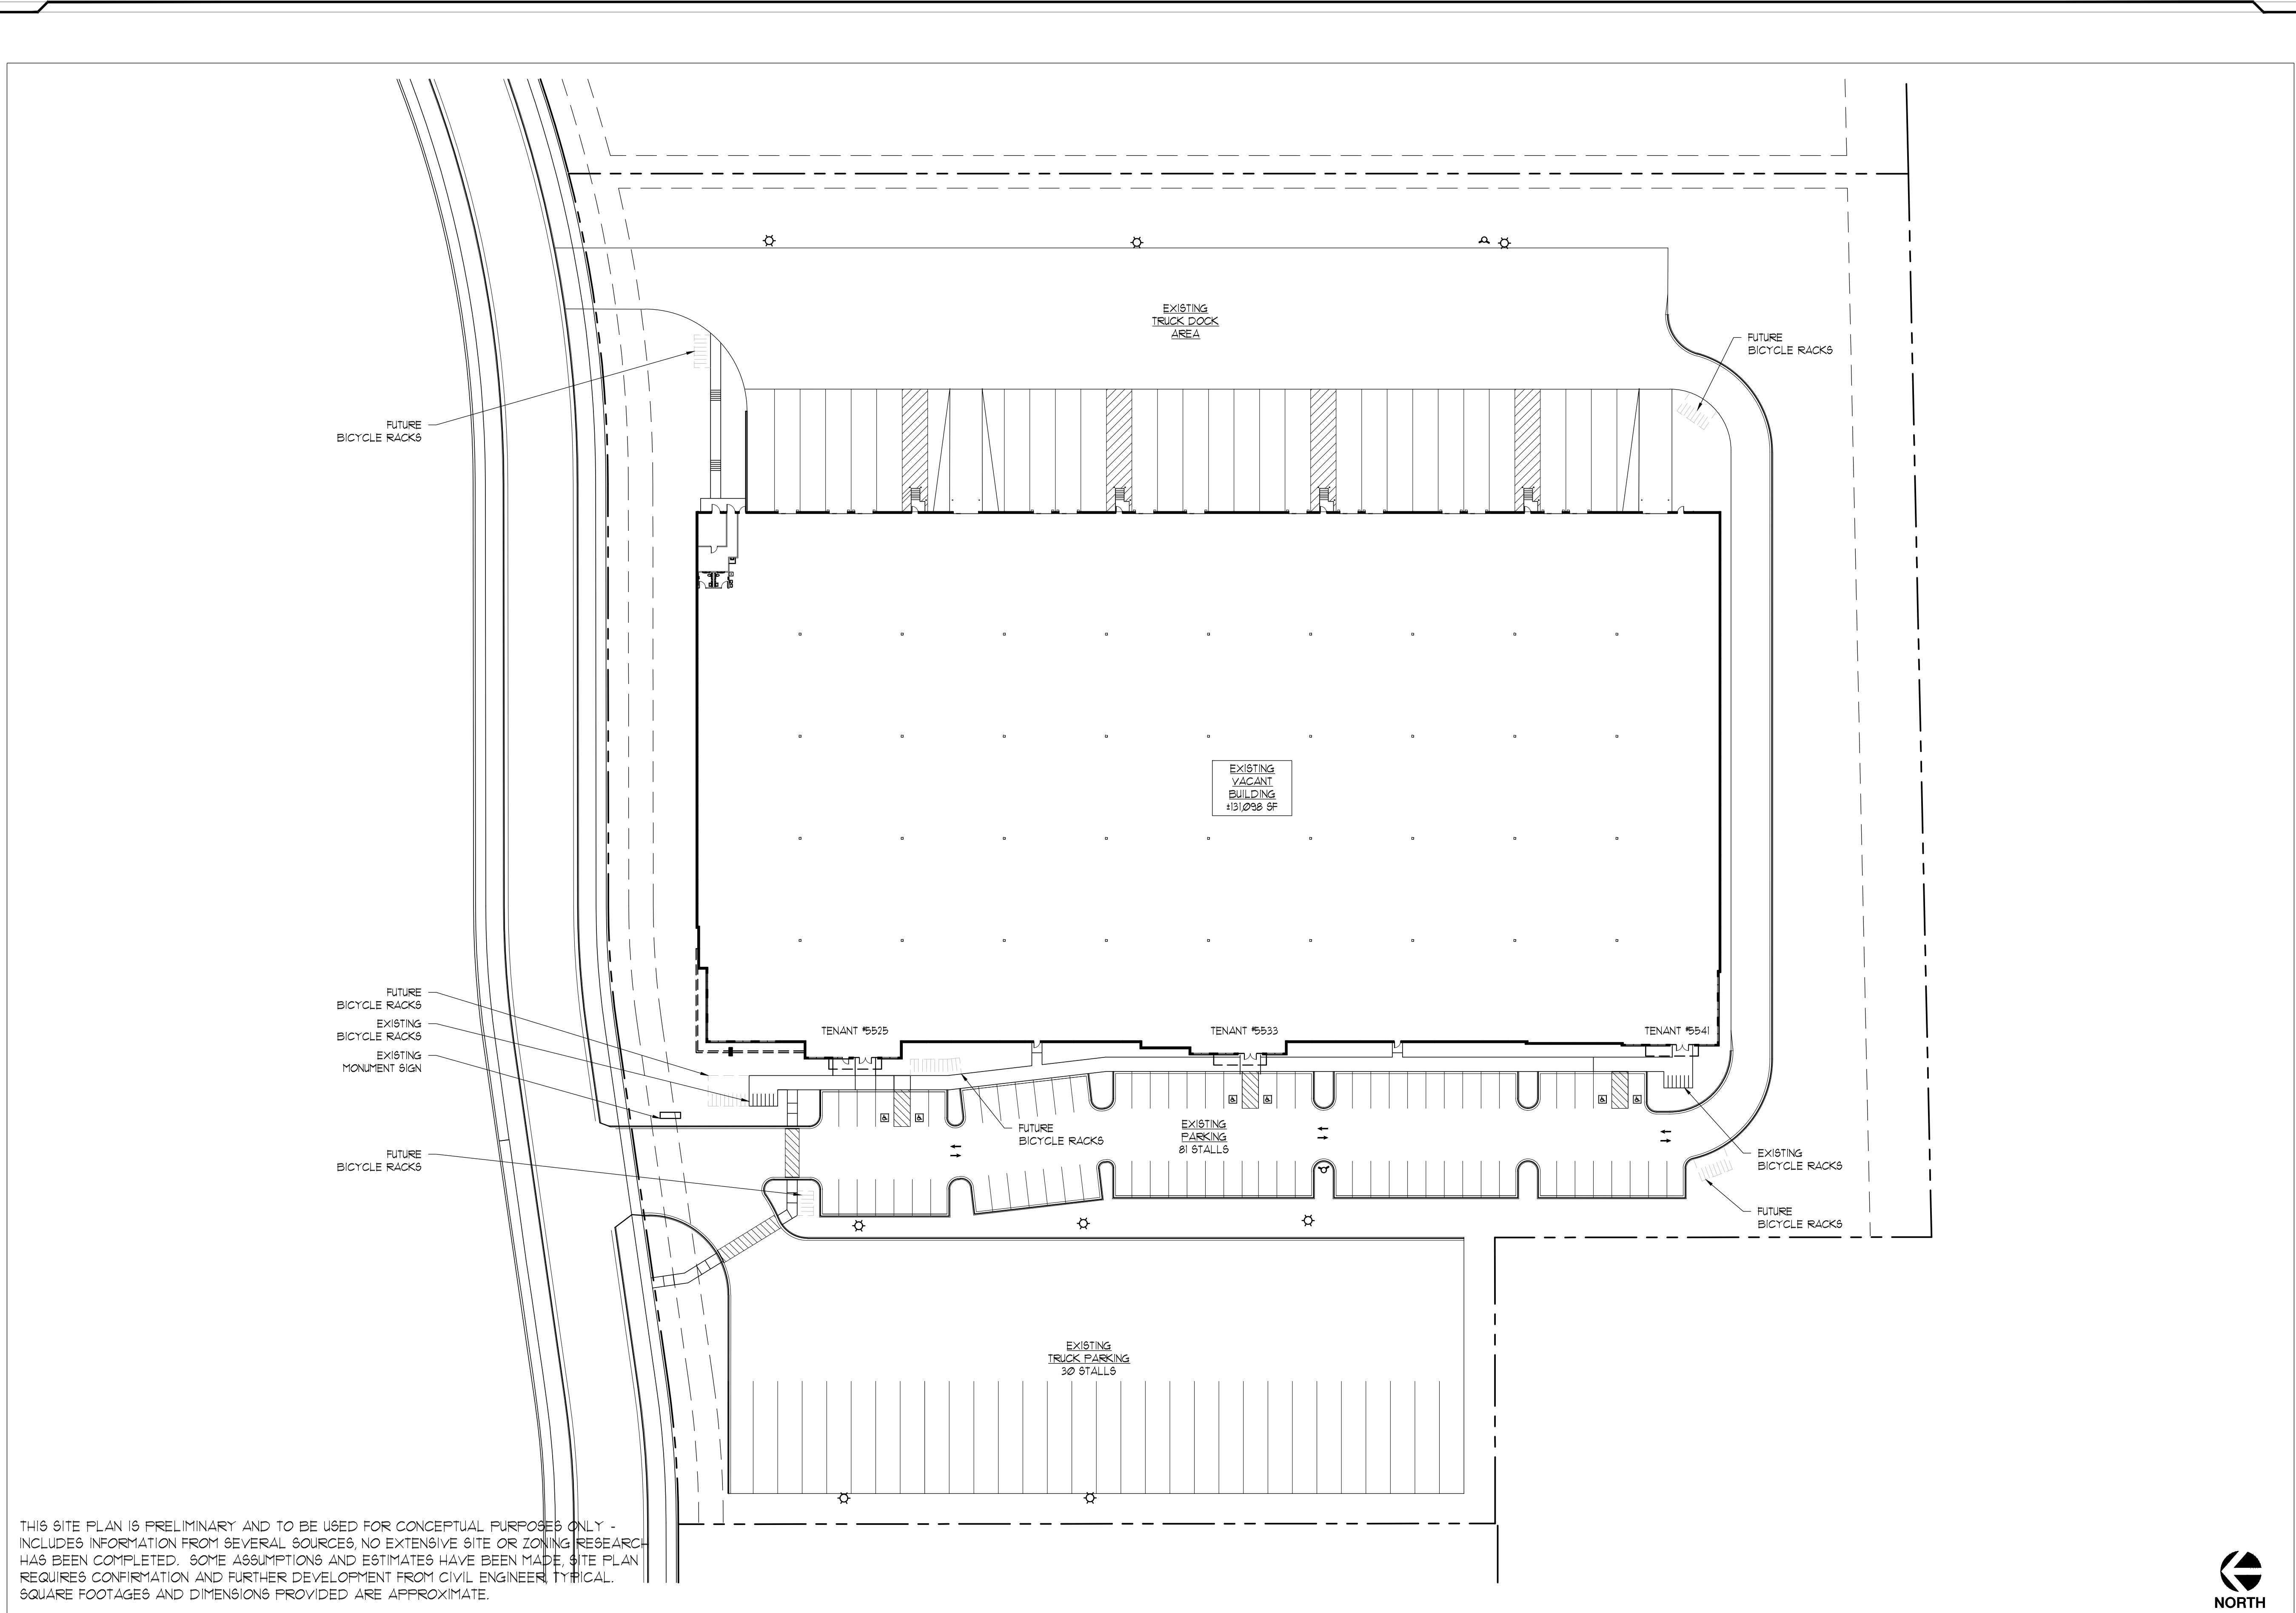 EXISTING
TRUCK DOCK
AREA
FUTURE
BICYCLE RACKS
FUTURE
BICYCLE RACKS
EXISTING
VACANT
BUILDING
±131,098 SF
FUTURE
BICYCLE RACKS
EXISTING
BICYCLE RACKS
EXISTING
MONUMENT SIGN
TENANT #5525
TENANT #5533
TENANT #5541
FUTURE
BICYCLE RACKS
FUTURE
BICYCLE RACKS
EXISTING
PARKING
81 STALLS
EXISTING
BICYCLE RACKS
FUTURE
BICYCLE RACKS
EXISTING
TRUCK PARKING
30 STALLS
THIS SITE PLAN IS PRELIMINARY AND TO BE USED FOR CONCEPTUAL PURPOSES ONLY -
INCLUDES INFORMATION FROM SEVERAL SOURCES, NO EXTENSIVE SITE OR ZONING RESEARCH
HAS BEEN COMPLETED. SOME ASSUMPTIONS AND ESTIMATES HAVE BEEN MADE, SITE PLAN
REQUIRES CONFIRMATION AND FURTHER DEVELOPMENT FROM CIVIL ENGINEER, TYPICAL.
SQUARE FOOTAGES AND DIMENSIONS PROVIDED ARE APPROXIMATE.
NORTH